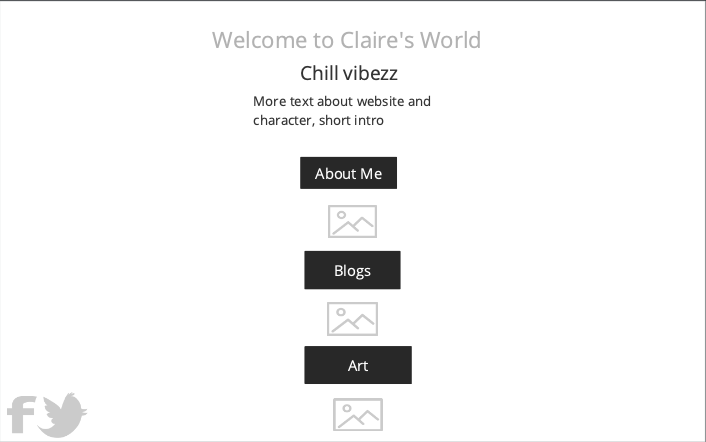 Welcome to Claire's World
Chill vibezz
More text about website and
character, short intro
About Me
Blogs
Art